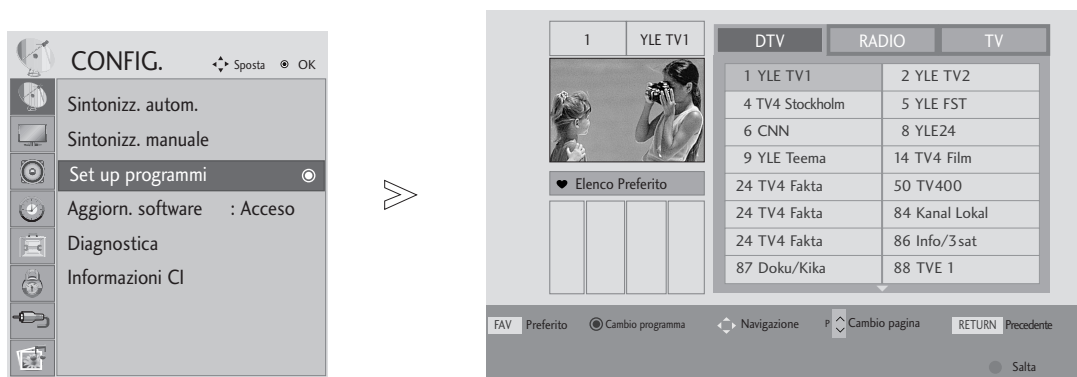 CONFIG.
Sposta OK
Sintonizz. autom.
Sintonizz. manuale
Set up programmi
Aggiorn. software : Acceso
Diagnostica
Informazioni CI
1 YLE TV1
Elenco Preferito
DTV RADIO TV
1 YLE TV1 2 YLE TV2
4 TV4 Stockholm 5 YLE FST
6 CNN 8 YLE24
9 YLE Teema 14 TV4 Film
24 TV4 Fakta 50 TV400
24 TV4 Fakta 84 Kanal Lokal
24 TV4 Fakta 86 Info/3sat
87 Doku/Kika 88 TVE 1
FAV Preferito Cambio programma Navigazione P Cambio pagina RETURN Precedente
Salta